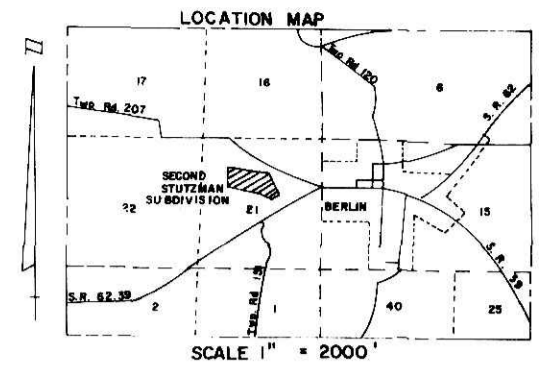 LOCATION MAP
17
16
Twp. Rd. 207
Twp Rd 120
6
S.R. 62
SECOND
STUTZMAN
SUBDIVISION
22
21
BERLIN
15
S.R. 39
S.R. 62.39
2
Twp. Rd 151
1
40
25
SCALE 1" = 2000'